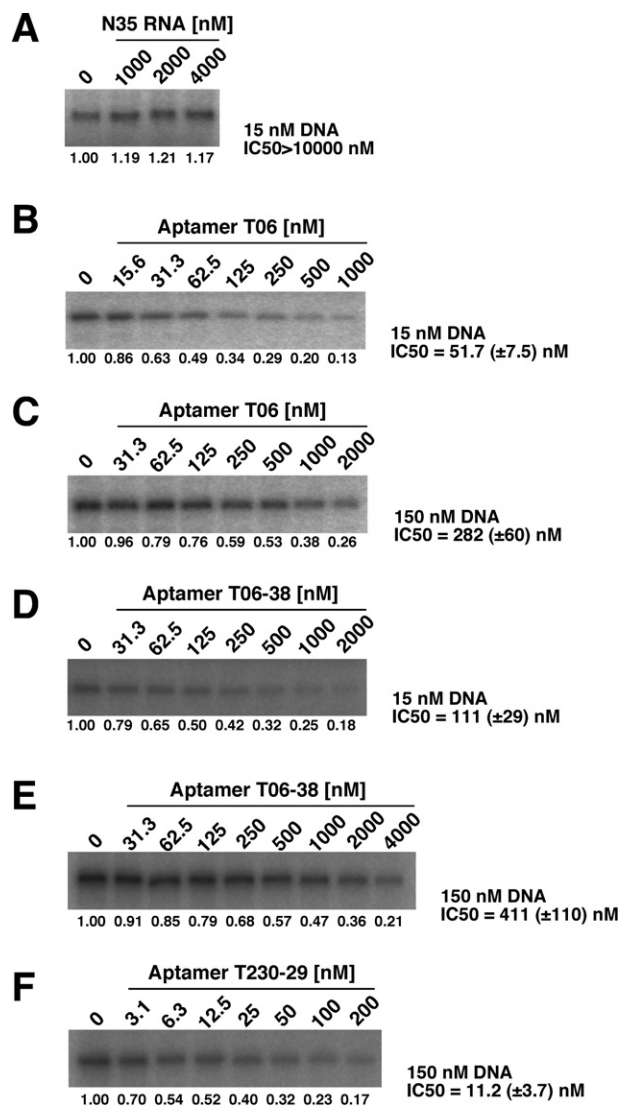 A
N35 RNA [nM]
0 1000 2000 4000
1.00 1.19 1.21 1.17
15 nM DNA
IC50>10000 nM
B
Aptamer T06 [nM]
0 15.6 31.3 62.5 125 250 500 1000
1.00 0.86 0.63 0.49 0.34 0.29 0.20 0.13
15 nM DNA
IC50 = 51.7 (±7.5) nM
C
Aptamer T06 [nM]
0 31.3 62.5 125 250 500 1000 2000
1.00 0.96 0.79 0.76 0.59 0.53 0.38 0.26
150 nM DNA
IC50 = 282 (±60) nM
D
Aptamer T06-38 [nM]
0 31.3 62.5 125 250 500 1000 2000
1.00 0.79 0.65 0.50 0.42 0.32 0.25 0.18
15 nM DNA
IC50 = 111 (±29) nM
E
Aptamer T06-38 [nM]
0 31.3 62.5 125 250 500 1000 2000 4000
1.00 0.91 0.85 0.79 0.68 0.57 0.47 0.36 0.21
150 nM DNA
IC50 = 411 (±110) nM
F
Aptamer T230-29 [nM]
0 3.1 6.3 12.5 25 50 100 200
1.00 0.70 0.54 0.52 0.40 0.32 0.23 0.17
150 nM DNA
IC50 = 11.2 (±3.7) nM